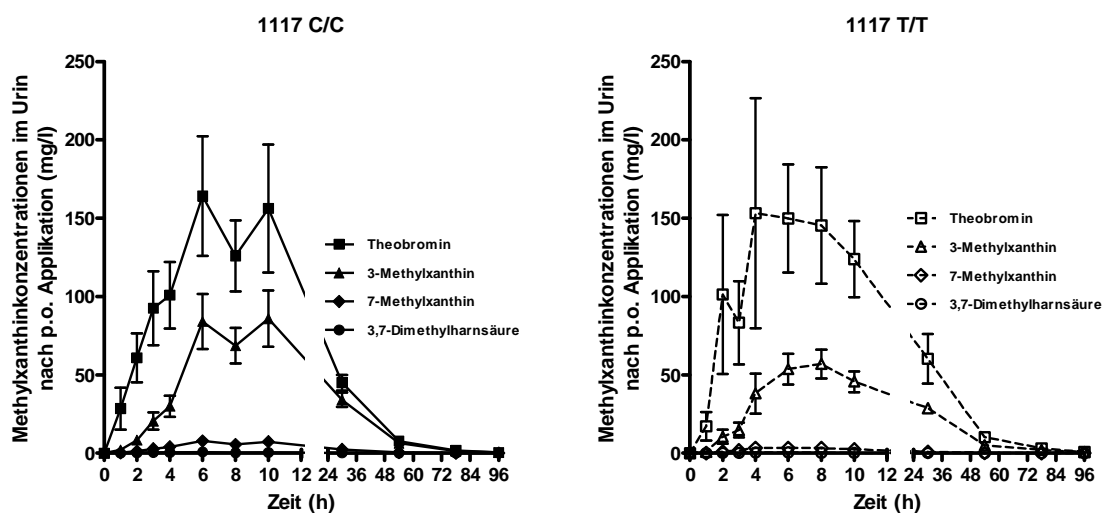 1117 C/C
Methylxanthinkonzentrationen im Urin
nach p.o. Applikation (mg/l)
250
200
150
100
50
0
0 2 4 6 8 10 12 24 36 48 60 72 84 96
Zeit (h)
Theobromin
3-Methylxanthin
7-Methylxanthin
3,7-Dimethylharnsäure
1117 T/T
Methylxanthinkonzentrationen im Urin
nach p.o. Applikation (mg/l)
250
200
150
100
50
0
0 2 4 6 8 10 12 24 36 48 60 72 84 96
Zeit (h)
Theobromin
3-Methylxanthin
7-Methylxanthin
3,7-Dimethylharnsäure